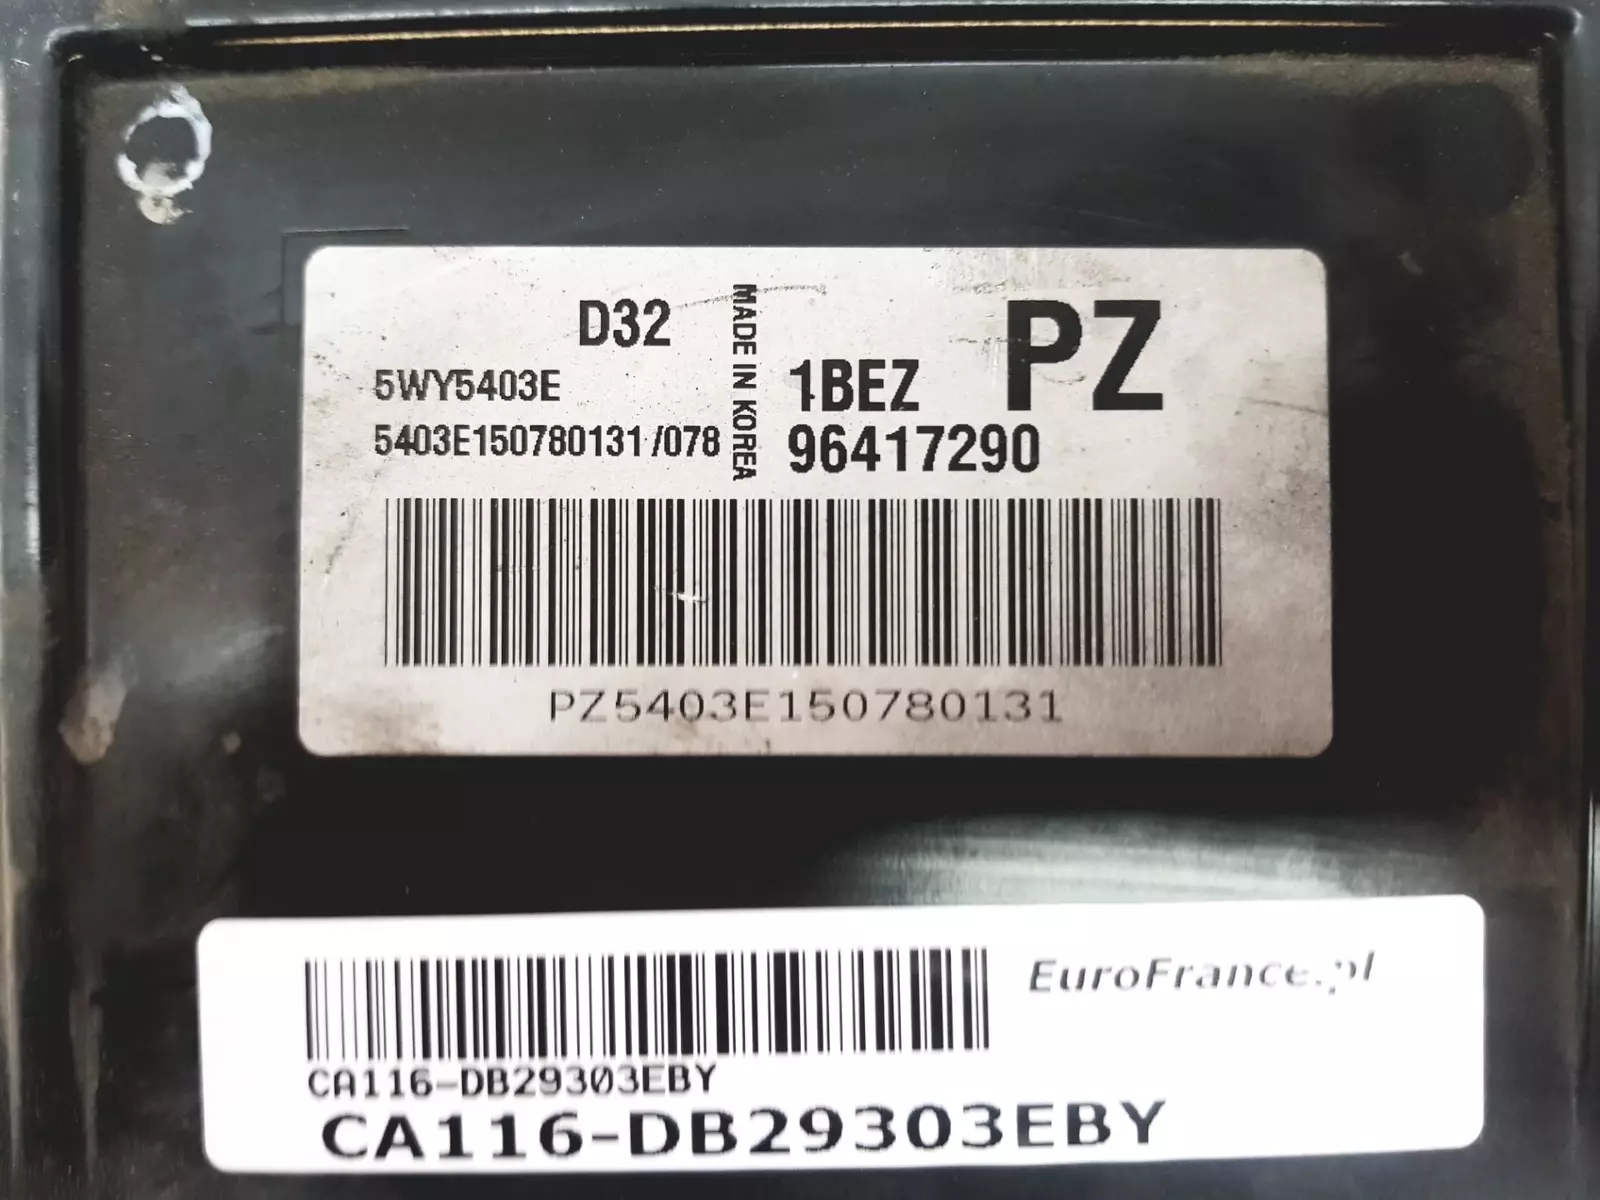 D32
MADE IN KOREA
PZ
5WY5403E
1BEZ
5403E150780131/078
96417290
PZ5403E150780131
EuroFrance.pl
CA116-DB29303EBY
CA116-DB29303EBY